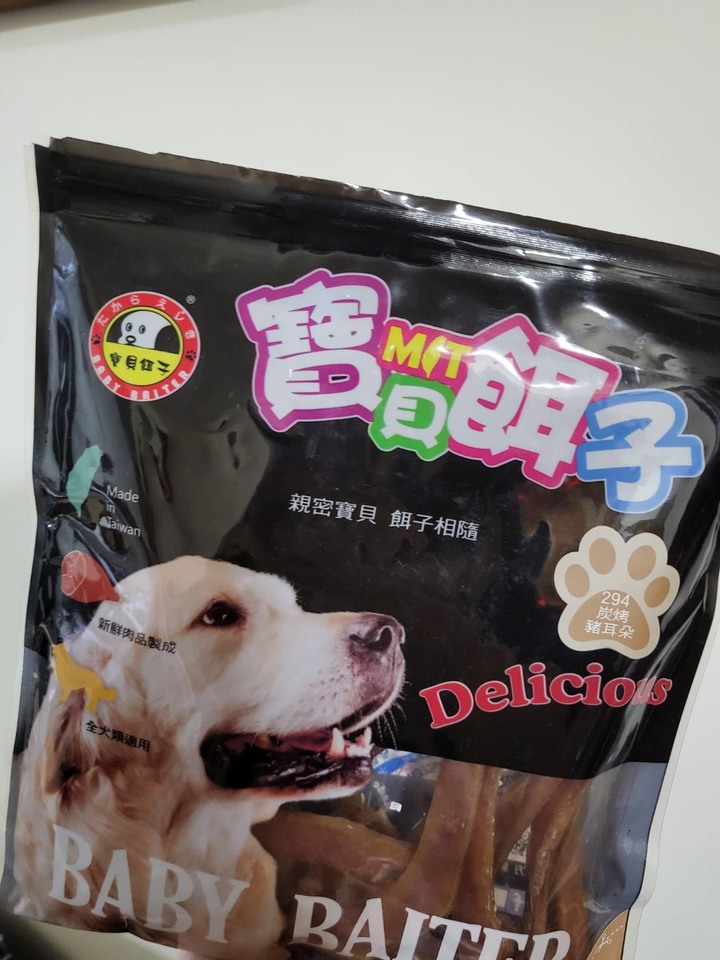 たからえじき
寶貝餌子
BABY BAITER
®
寶貝餌子
MIT
親密寶貝 餌子相隨
Made
in
Taiwan
新鮮肉品製成
全犬類適用
294
炭烤
豬耳朵
Delicious
BABY BAITER